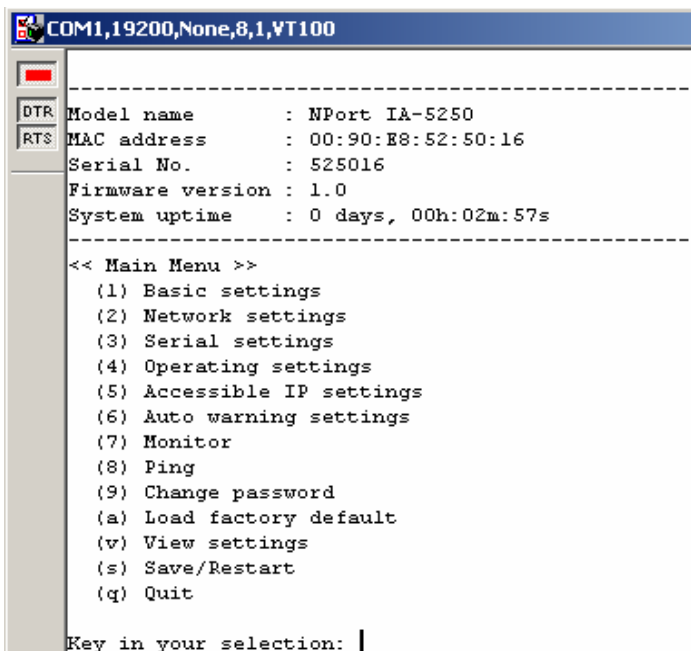 COM1,19200,None,8,1,VT100
DTR
RTS
-------------------------------------------------
Model name : NPort IA-5250
MAC address : 00:90:E8:52:50:16
Serial No. : 525016
Firmware version : 1.0
System uptime : 0 days, 00h:02m:57s
-------------------------------------------------
<< Main Menu >>
(1) Basic settings
(2) Network settings
(3) Serial settings
(4) Operating settings
(5) Accessible IP settings
(6) Auto warning settings
(7) Monitor
(8) Ping
(9) Change password
(a) Load factory default
(v) View settings
(s) Save/Restart
(q) Quit
Key in your selection: